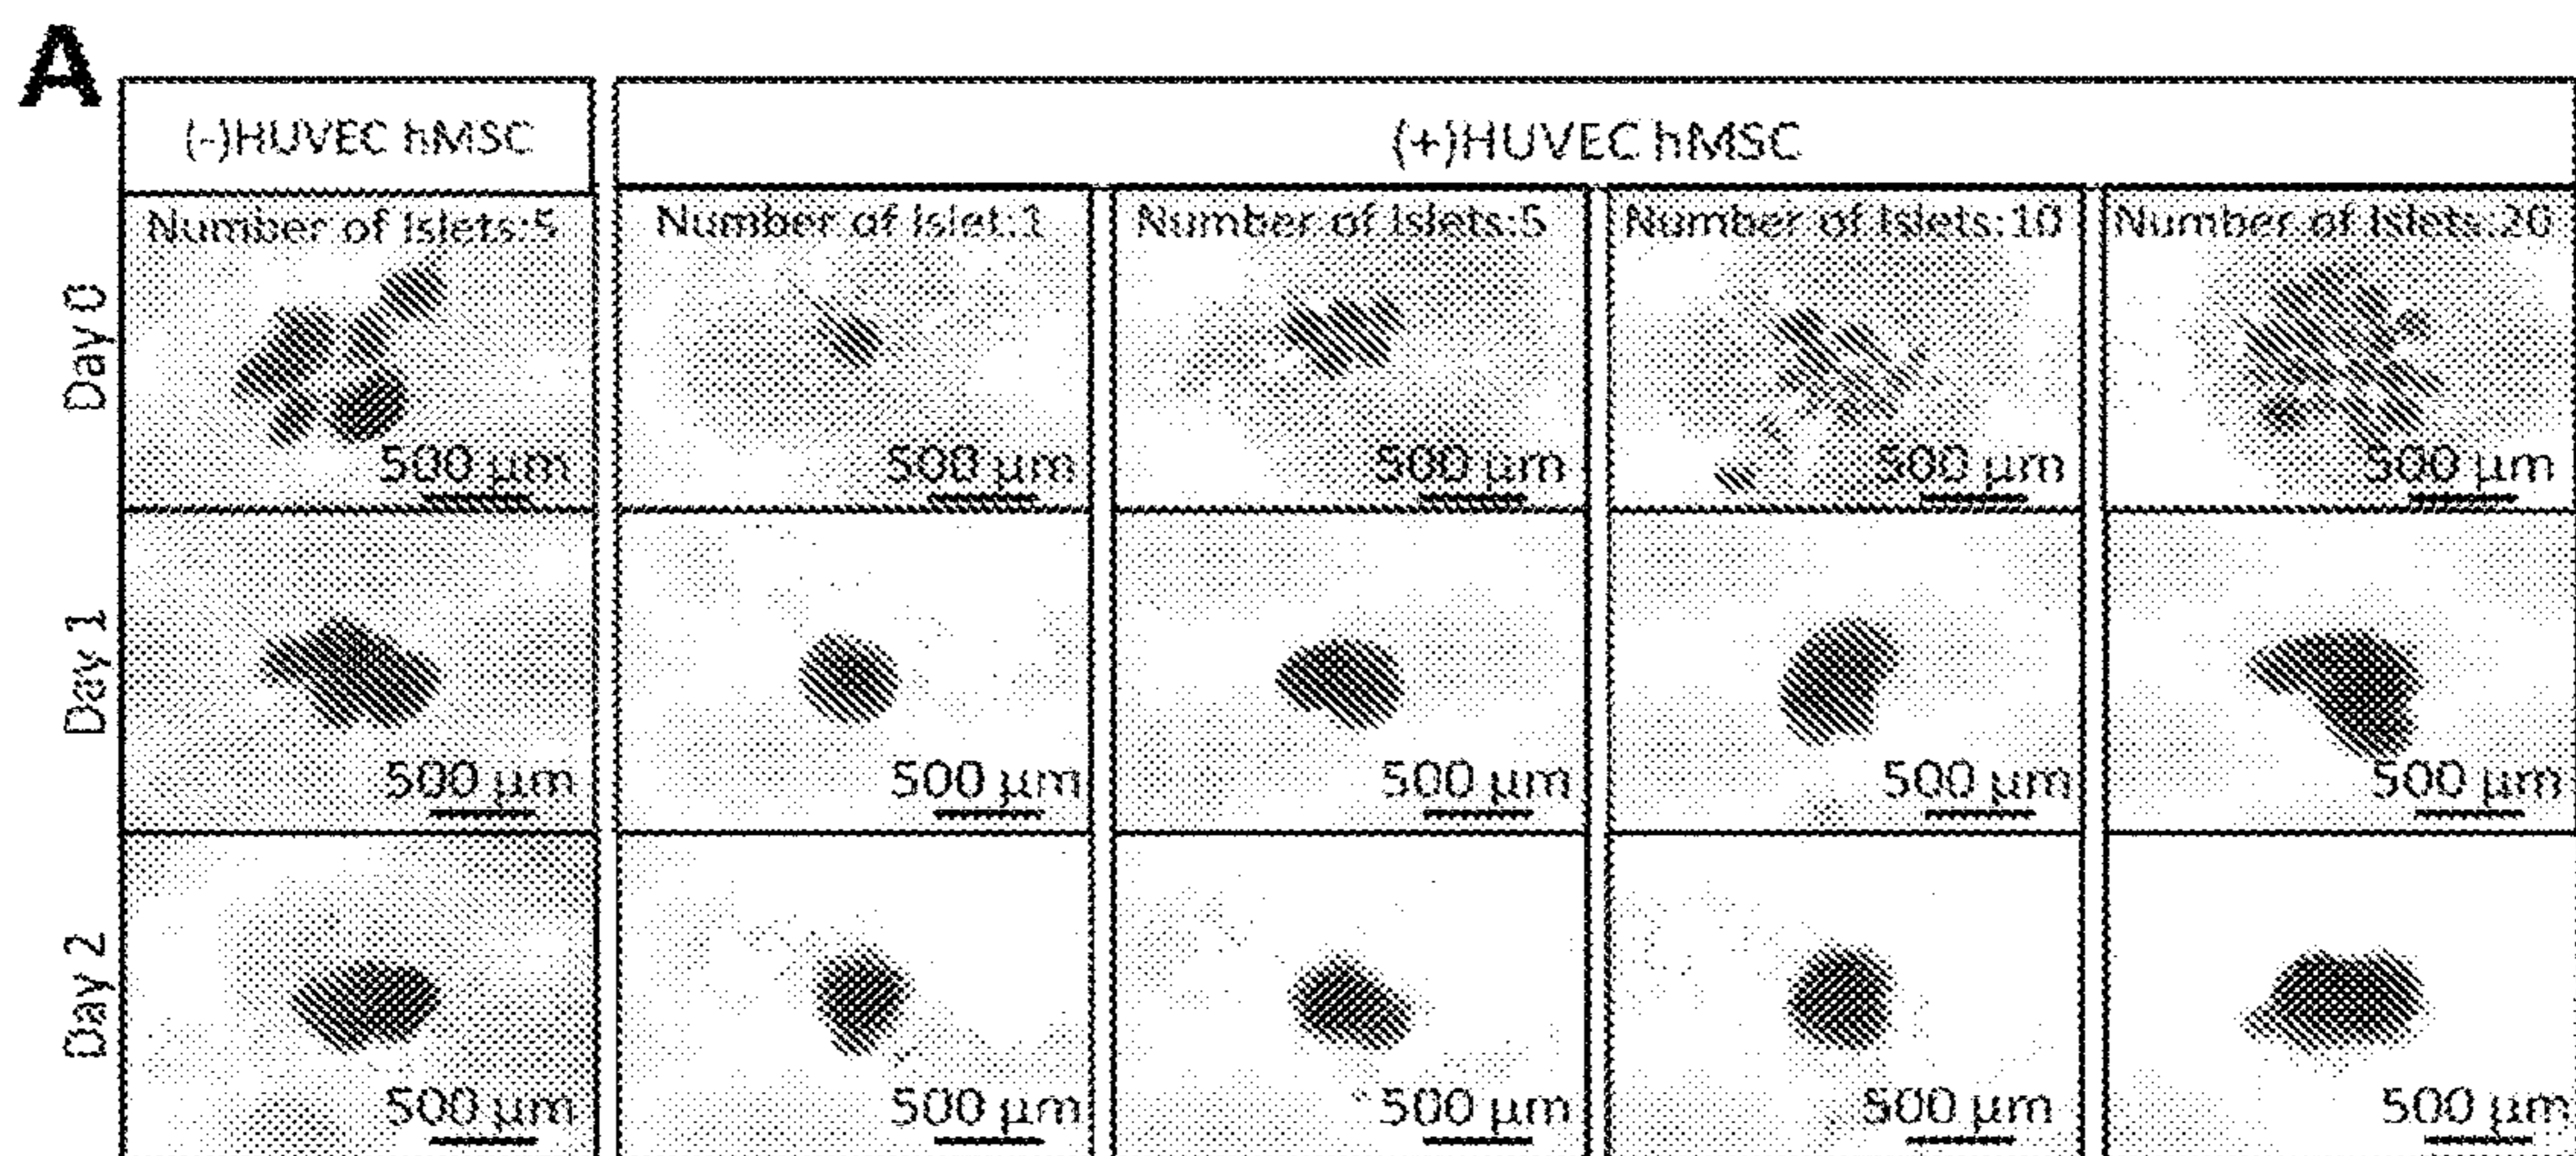 A
(-)HUVEC hMSC
(+)HUVEC hMSC
Number of Islets:5
Number of Islet:1
Number of Islets:5
Number of Islets:10
Number of Islets:20
Day 0
500 µm
500 µm
500 µm
500 µm
500 µm
Day 1
500 µm
500 µm
500 µm
500 µm
500 µm
Day 2
500 µm
500 µm
500 µm
500 µm
500 µm